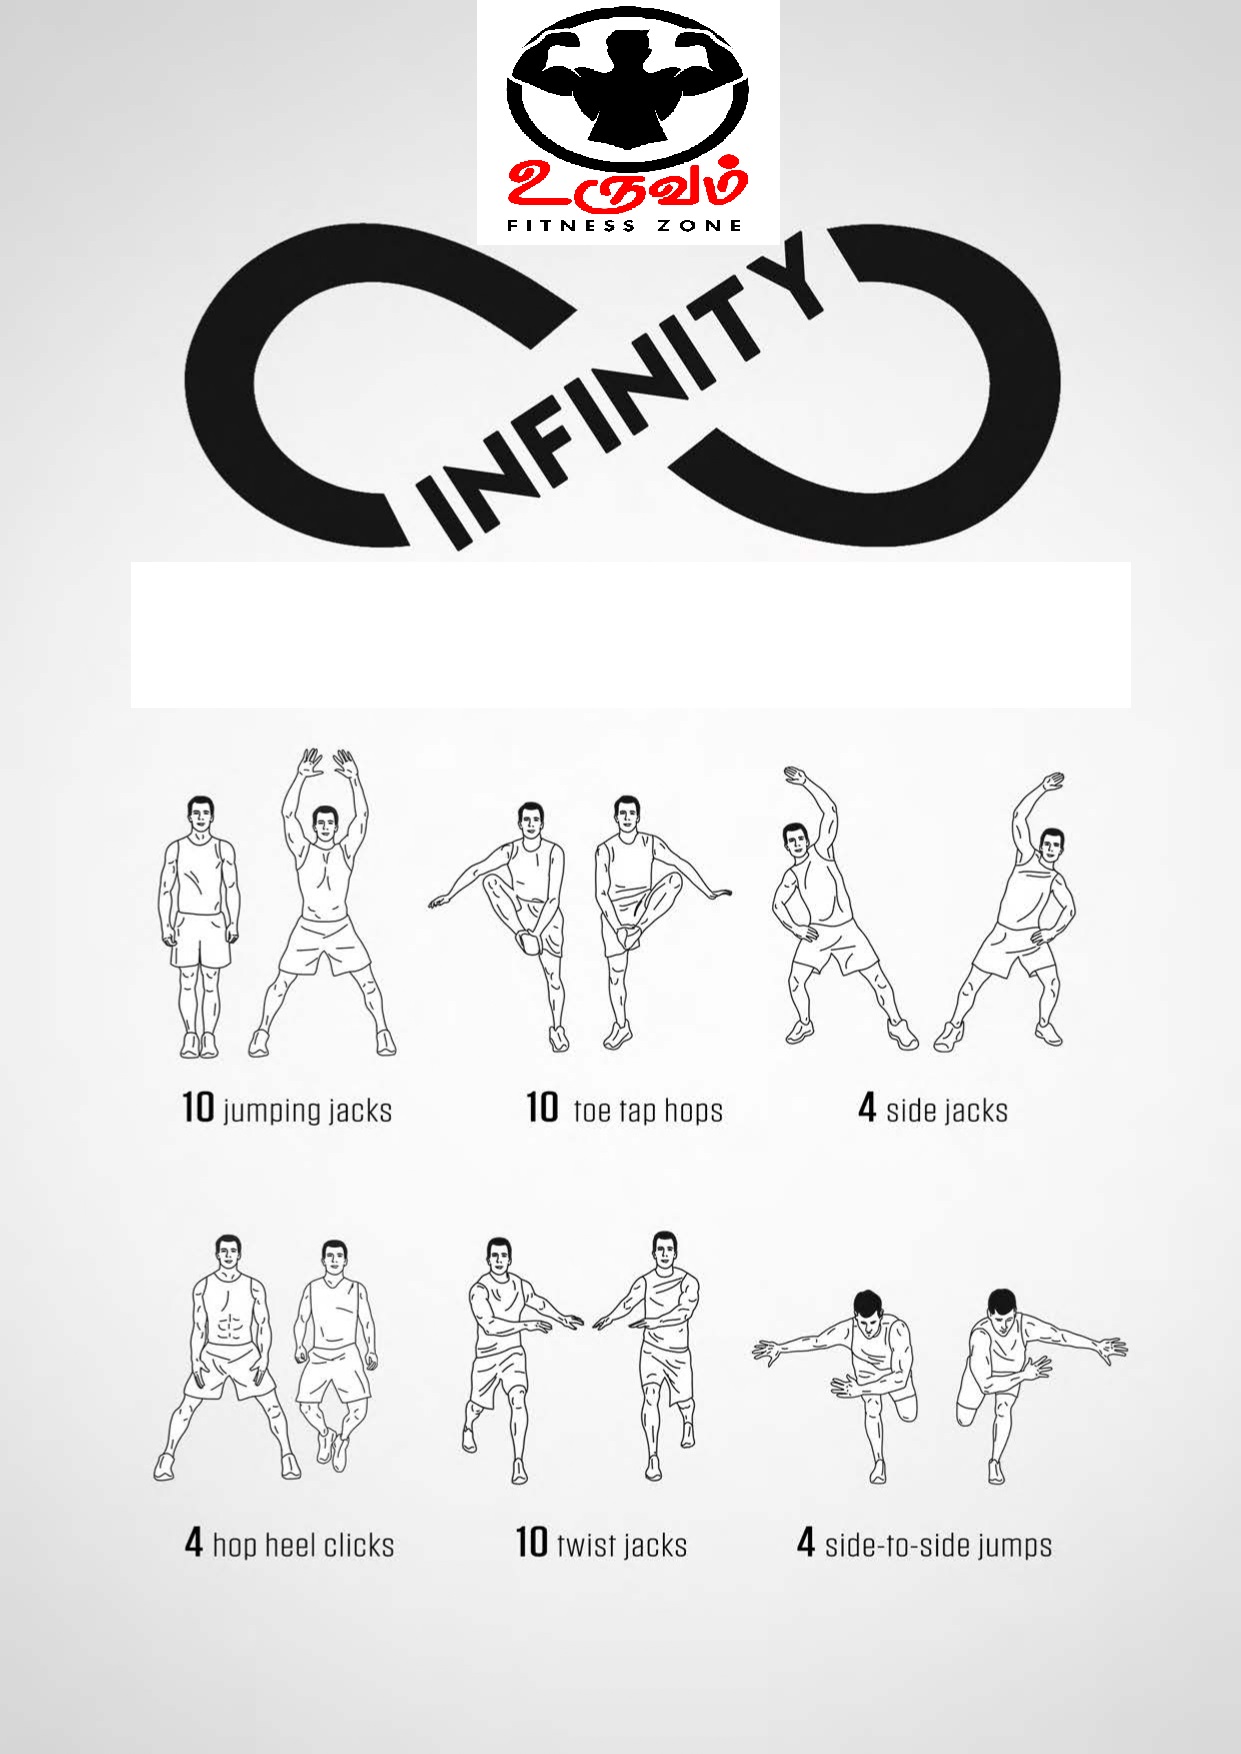 உருவம்
FITNESS ZONE
INFINITY
10 jumping jacks
10 toe tap hops
4 side jacks
4 hop heel clicks
10 twist jacks
4 side-to-side jumps